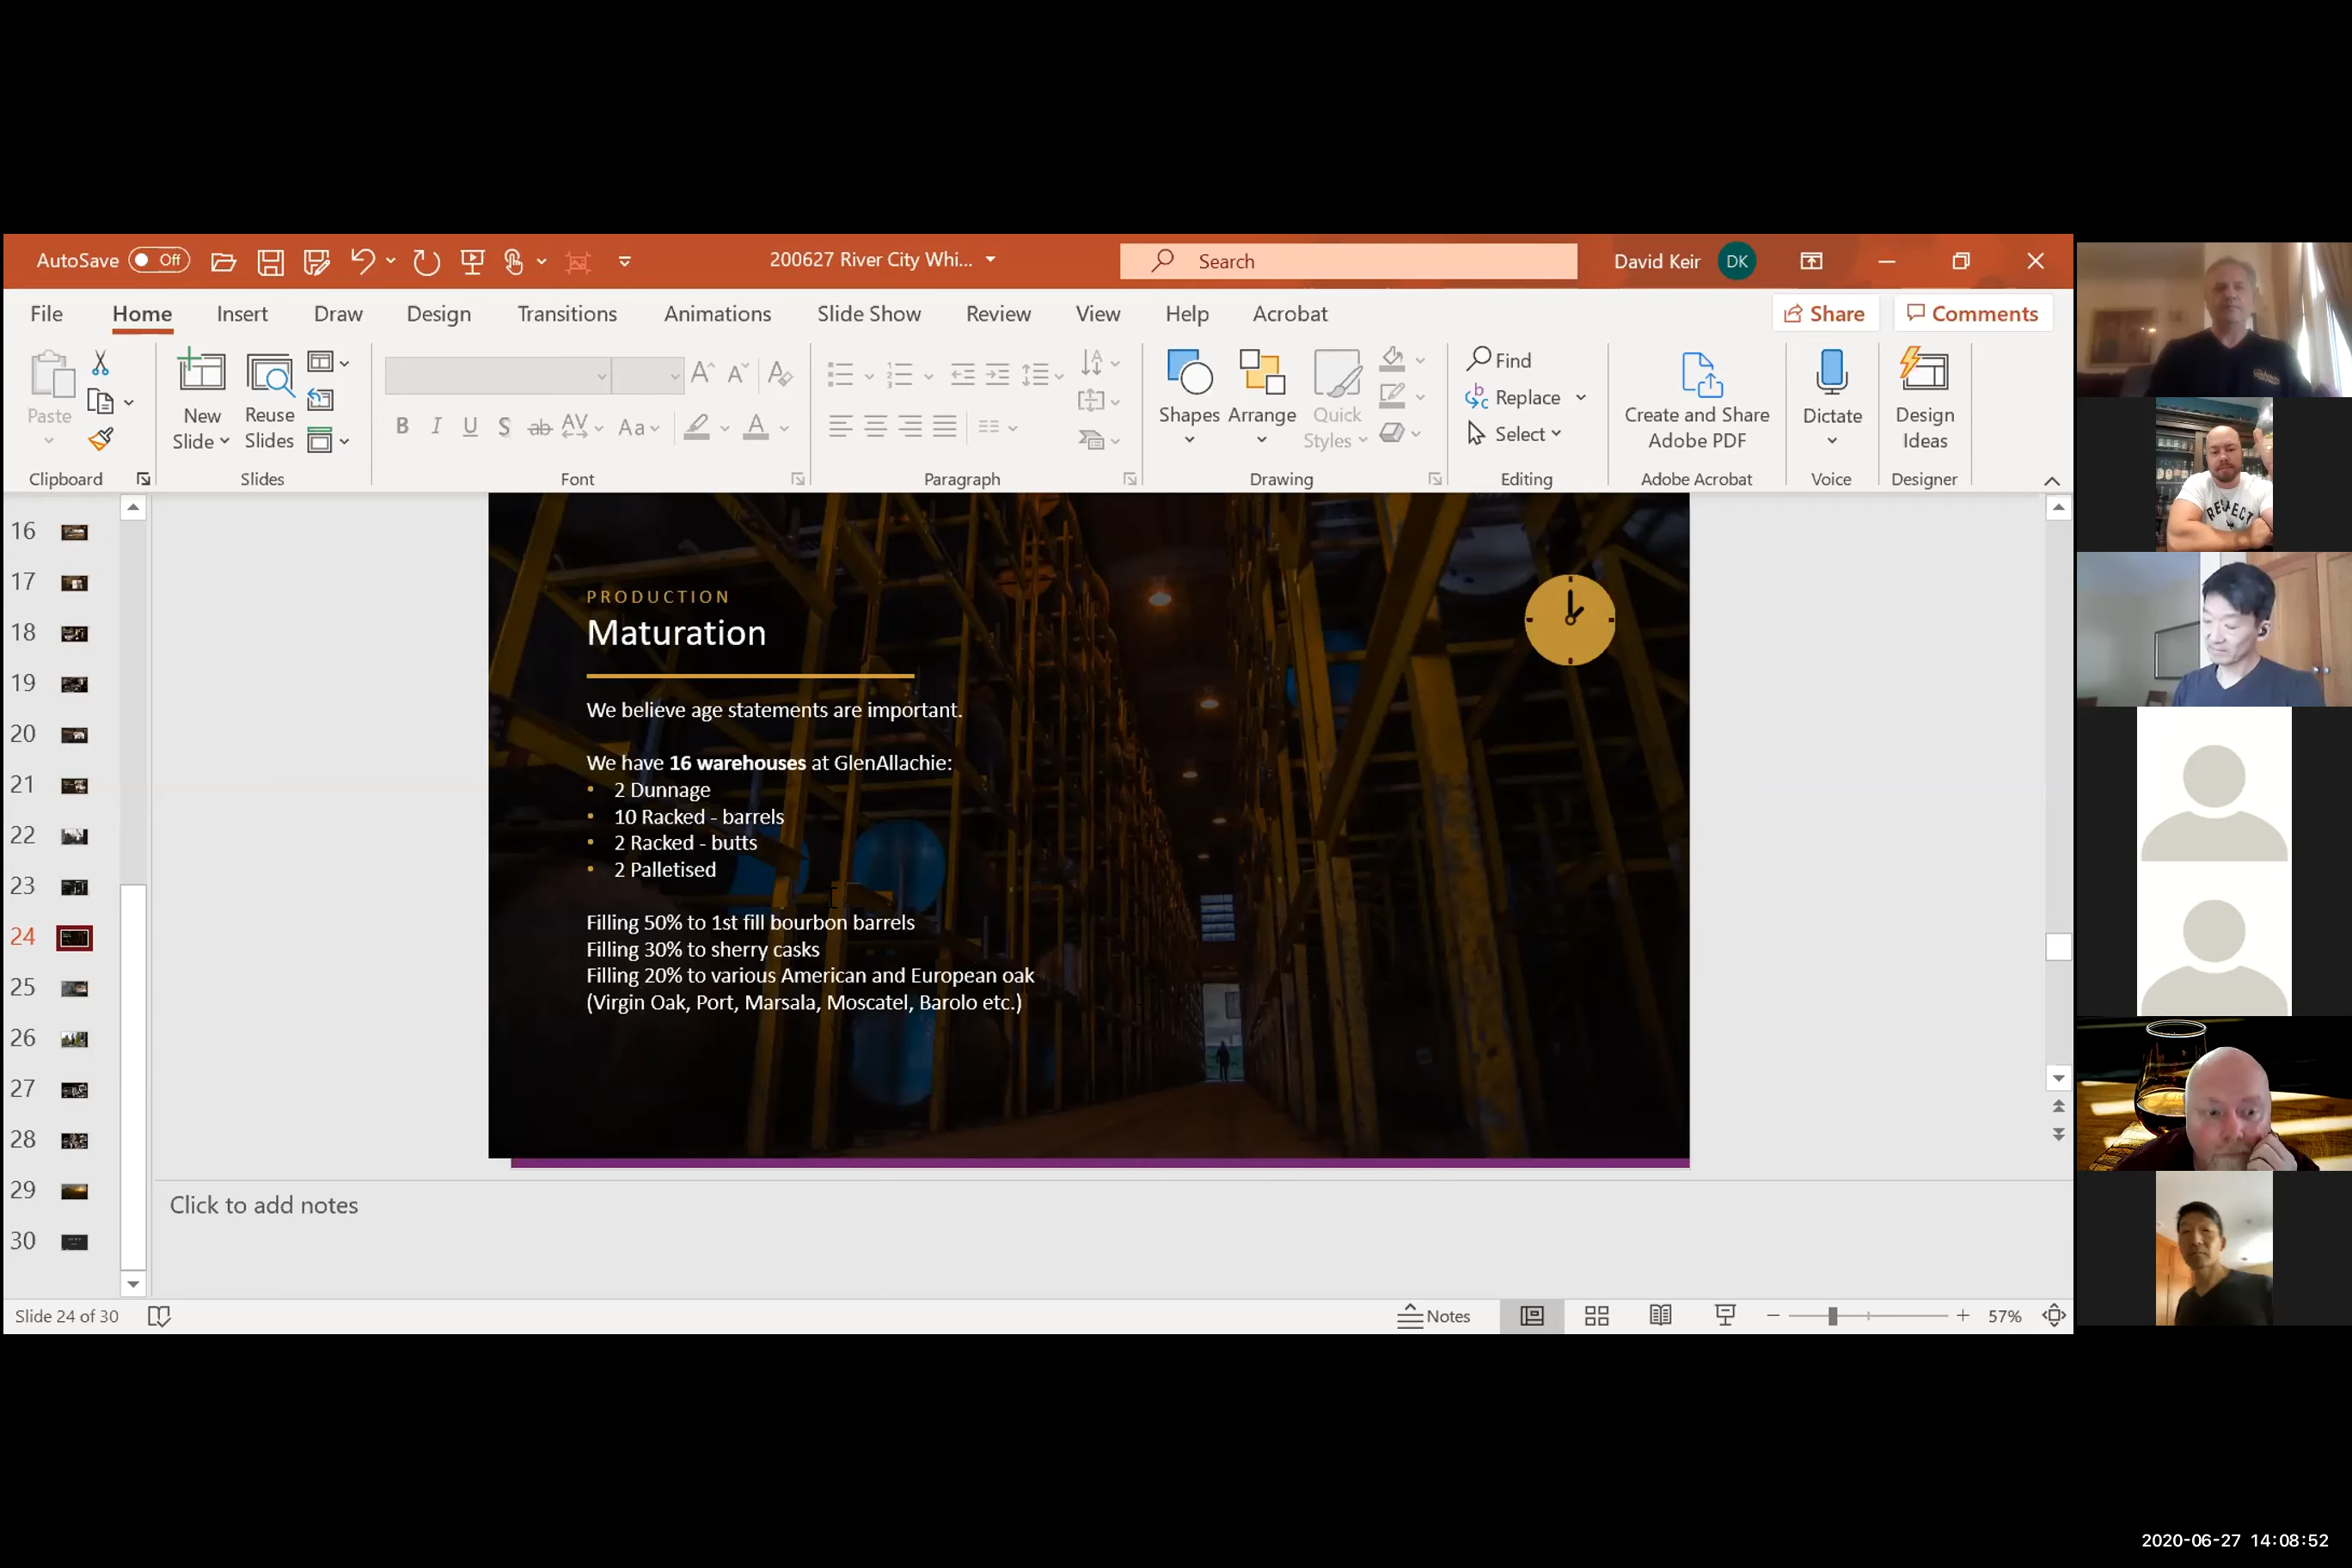 AutoSave Off 200627 River City Whi... Search David Keir DK
File Home Insert Draw Design Transitions Animations Slide Show Review View Help Acrobat Share Comments
Paste
New Slide
Reuse Slides
B I U S ab AV Aa A
Shapes Arrange Quick Styles
Find
Replace
Select
Create and Share Adobe PDF
Dictate
Design Ideas
Clipboard Slides Font Paragraph Drawing Editing Adobe Acrobat Voice Designer
16
17
18
19
20
21
22
23
24
25
26
27
28
29
30
PRODUCTION
Maturation
We believe age statements are important.
We have 16 warehouses at GlenAllachie:
• 2 Dunnage
• 10 Racked - barrels
• 2 Racked - butts
• 2 Palletised
Filling 50% to 1st fill bourbon barrels
Filling 30% to sherry casks
Filling 20% to various American and European oak
(Virgin Oak, Port, Marsala, Moscatel, Barolo etc.)
Click to add notes
Slide 24 of 30 Notes 57%
RESPECT
2020-06-27 14:08:52